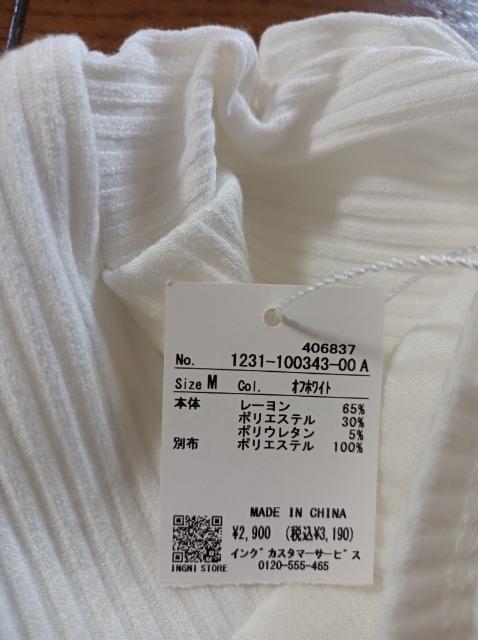 406837
No. 1231-100343-00 A
Size M Col. ｵﾌﾎﾜｲﾄ
本体 レーヨン 65%
ポリエステル 30%
ポリウレタン 5%
別布 ポリエステル 100%
MADE IN CHINA
¥2,900 (税込¥3,190)
イングカスタマーサービス
INGNI STORE 0120-555-465